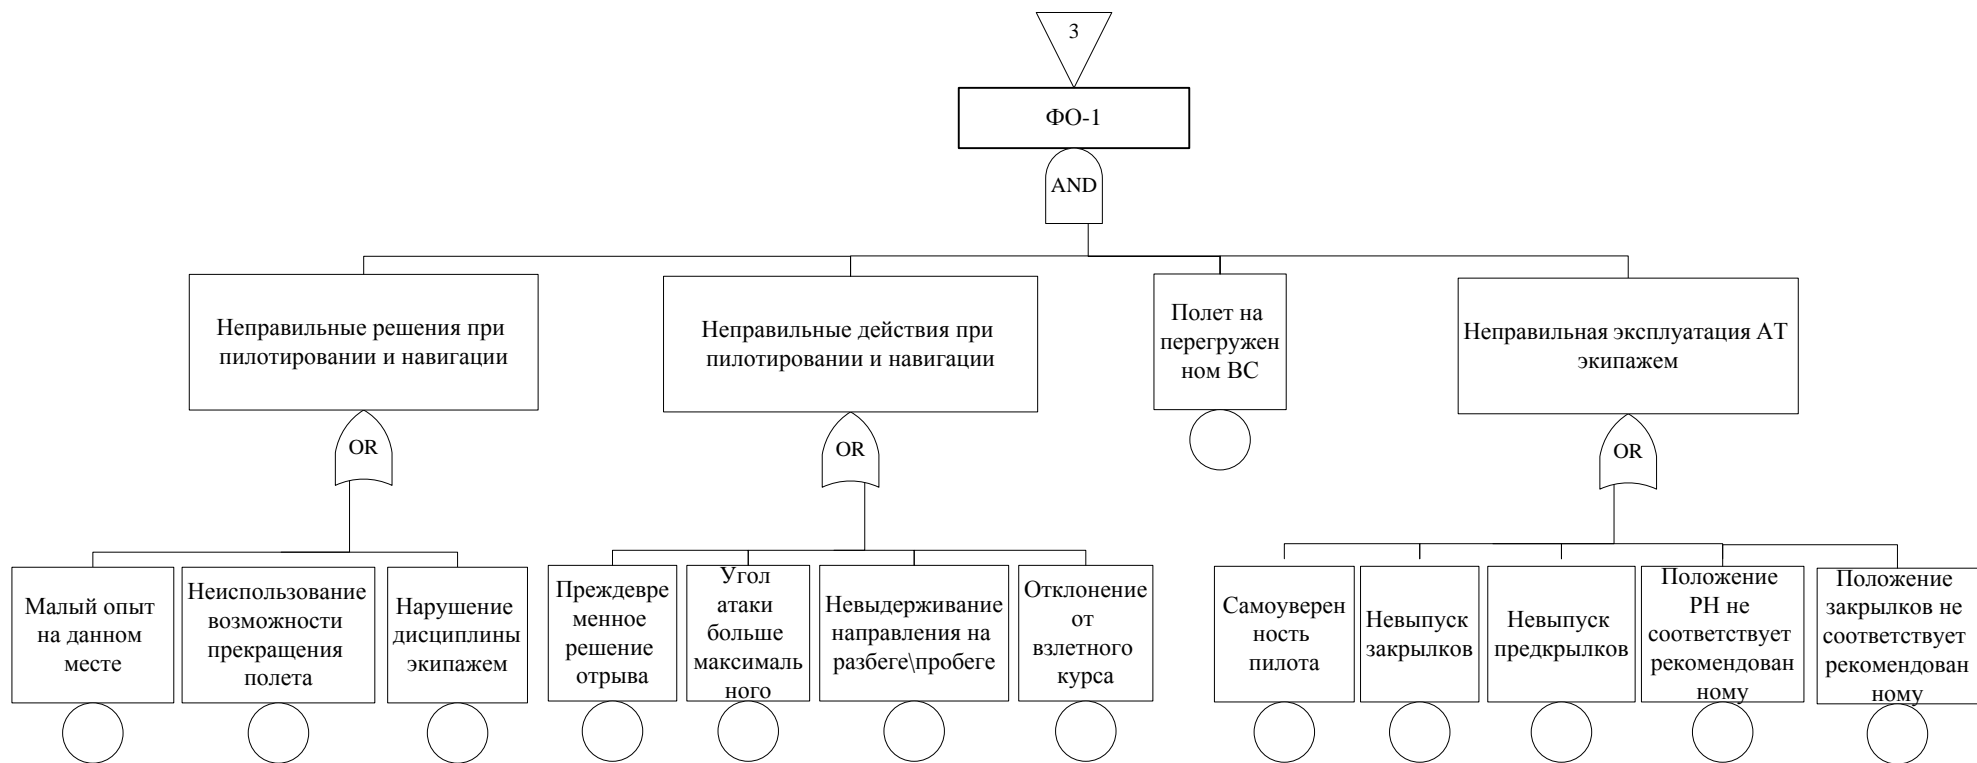 3
ФО-1
AND
Неправильные решения при
пилотировании и навигации
Неправильные действия при
пилотировании и навигации
Полет на
перегружен
ном ВС
Неправильная эксплуатация АТ
экипажем
OR
OR
OR
Малый опыт
на данном
месте
Неиспользование
возможности
прекращения
полета
Нарушение
дисциплины
экипажем
Преждевре
менное
решение
отрыва
Угол
атаки
больше
максималь
ного
Невыдерживание
направления на
разбеге\пробеге
Отклонение
от
взлетного
курса
Самоуверен
ность
пилота
Невыпуск
закрылков
Невыпуск
предкрылков
Положение
РН не
соответствует
рекомендован
ному
Положение
закрылков не
соответствует
рекомендован
ному